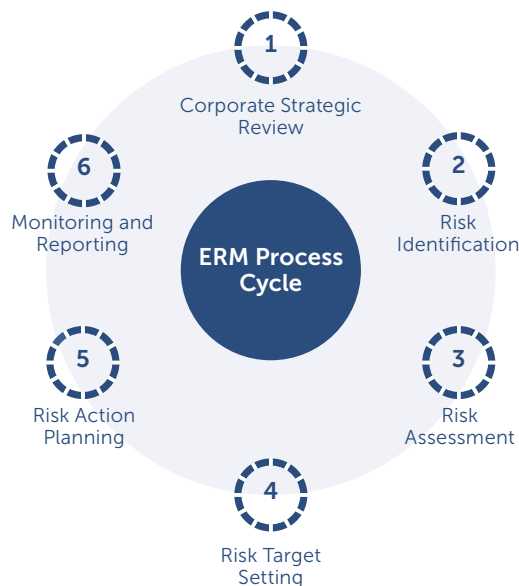 1
Corporate Strategic
Review
2
Risk
Identification
3
Risk
Assessment
4
Risk Target
Setting
5
Risk Action
Planning
6
Monitoring and
Reporting
ERM Process
Cycle